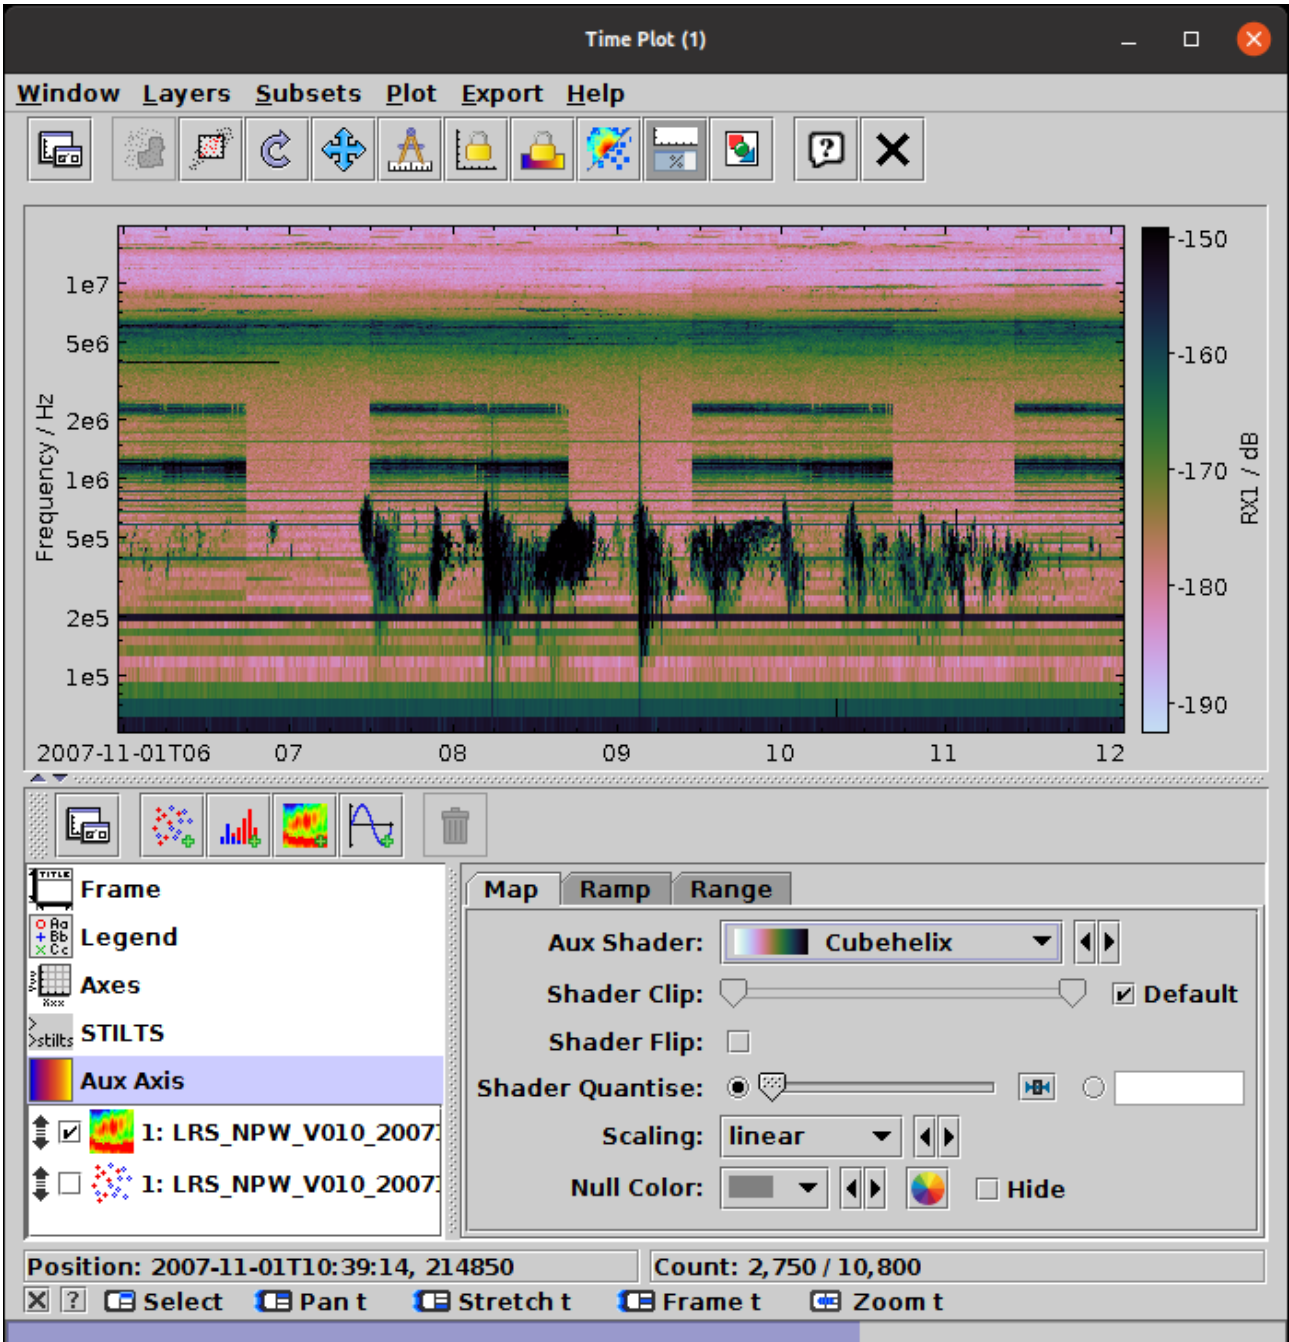 Time Plot (1)
Window Layers Subsets Plot Export Help
1e7
5e6
2e6
1e6
5e5
2e5
1e5
Frequency / Hz
2007-11-01T06 07 08 09 10 11 12
-150
-160
-170
-180
-190
RX1 / dB
Frame
Legend
Axes
STILTS
Aux Axis
1: LRS_NPW_V010_2007
1: LRS_NPW_V010_2007
Map Ramp Range
Aux Shader: Cubehelix
Shader Clip: Default
Shader Flip:
Shader Quantise:
Scaling: linear
Null Color: Hide
Position: 2007-11-01T10:39:14, 214850 Count: 2,750 / 10,800
Select Pan t Stretch t Frame t Zoom t